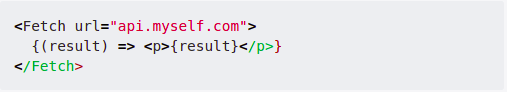 <Fetch url="api.myself.com">
  {(result) => <p>{result}</p>}
</Fetch>